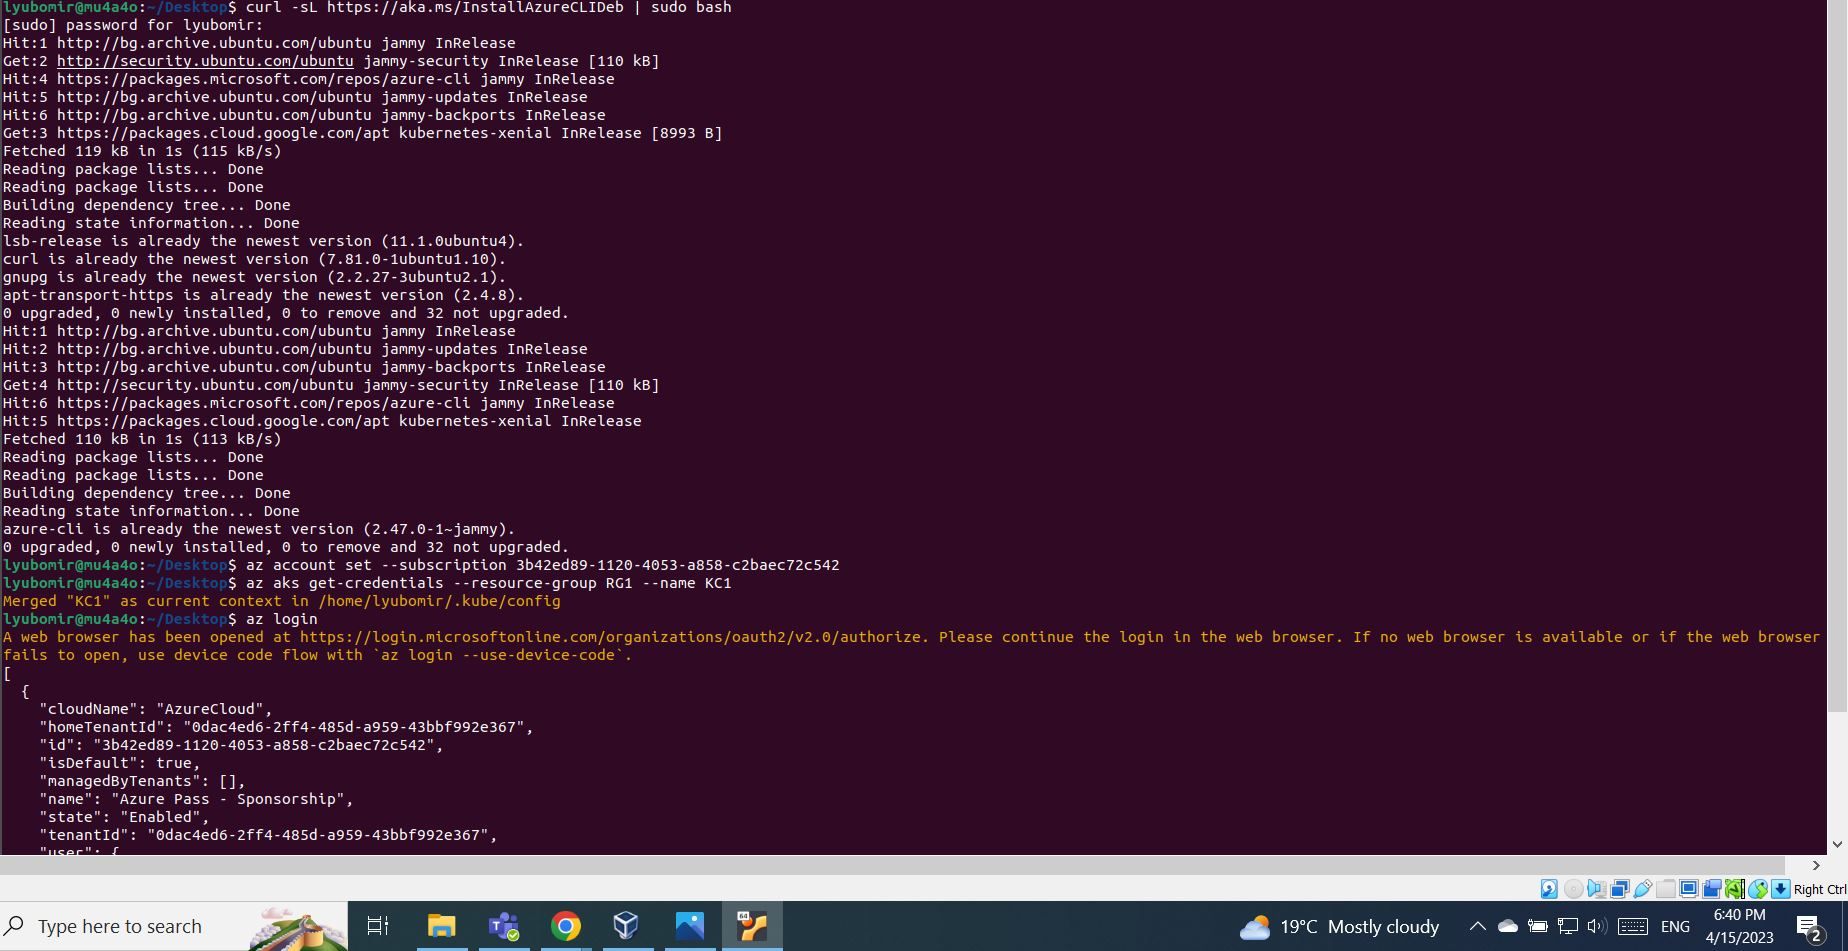 lyubomir@mu4a4o:~/Desktop$ curl -sL https://aka.ms/InstallAzureCLIDeb | sudo bash
[sudo] password for lyubomir:
Hit:1 http://bg.archive.ubuntu.com/ubuntu jammy InRelease
Get:2 http://security.ubuntu.com/ubuntu jammy-security InRelease [110 kB]
Hit:4 https://packages.microsoft.com/repos/azure-cli jammy InRelease
Hit:5 http://bg.archive.ubuntu.com/ubuntu jammy-updates InRelease
Hit:6 http://bg.archive.ubuntu.com/ubuntu jammy-backports InRelease
Get:3 https://packages.cloud.google.com/apt kubernetes-xenial InRelease [8993 B]
Fetched 119 kB in 1s (115 kB/s)
Reading package lists... Done
Reading package lists... Done
Building dependency tree... Done
Reading state information... Done
lsb-release is already the newest version (11.1.0ubuntu4).
curl is already the newest version (7.81.0-1ubuntu1.10).
gnupg is already the newest version (2.2.27-3ubuntu2.1).
apt-transport-https is already the newest version (2.4.8).
0 upgraded, 0 newly installed, 0 to remove and 32 not upgraded.
Hit:1 http://bg.archive.ubuntu.com/ubuntu jammy InRelease
Hit:2 http://bg.archive.ubuntu.com/ubuntu jammy-updates InRelease
Hit:3 http://bg.archive.ubuntu.com/ubuntu jammy-backports InRelease
Get:4 http://security.ubuntu.com/ubuntu jammy-security InRelease [110 kB]
Hit:6 https://packages.microsoft.com/repos/azure-cli jammy InRelease
Hit:5 https://packages.cloud.google.com/apt kubernetes-xenial InRelease
Fetched 110 kB in 1s (113 kB/s)
Reading package lists... Done
Reading package lists... Done
Building dependency tree... Done
Reading state information... Done
azure-cli is already the newest version (2.47.0-1~jammy).
0 upgraded, 0 newly installed, 0 to remove and 32 not upgraded.
lyubomir@mu4a4o:~/Desktop$ az account set --subscription 3b42ed89-1120-4053-a858-c2baec72c542
lyubomir@mu4a4o:~/Desktop$ az aks get-credentials --resource-group RG1 --name KC1
Merged "KC1" as current context in /home/lyubomir/.kube/config
lyubomir@mu4a4o:~/Desktop$ az login
A web browser has been opened at https://login.microsoftonline.com/organizations/oauth2/v2.0/authorize. Please continue the login in the web browser. If no web browser is available or if the web browser
fails to open, use device code flow with `az login --use-device-code`.
[
  {
    "cloudName": "AzureCloud",
    "homeTenantId": "0dac4ed6-2ff4-485d-a959-43bbf992e367",
    "id": "3b42ed89-1120-4053-a858-c2baec72c542",
    "isDefault": true,
    "managedByTenants": [],
    "name": "Azure Pass - Sponsorship",
    "state": "Enabled",
    "tenantId": "0dac4ed6-2ff4-485d-a959-43bbf992e367",
    "user": {
Right Ctrl
Type here to search
64
19°C Mostly cloudy
ENG
6:40 PM
4/15/2023
2